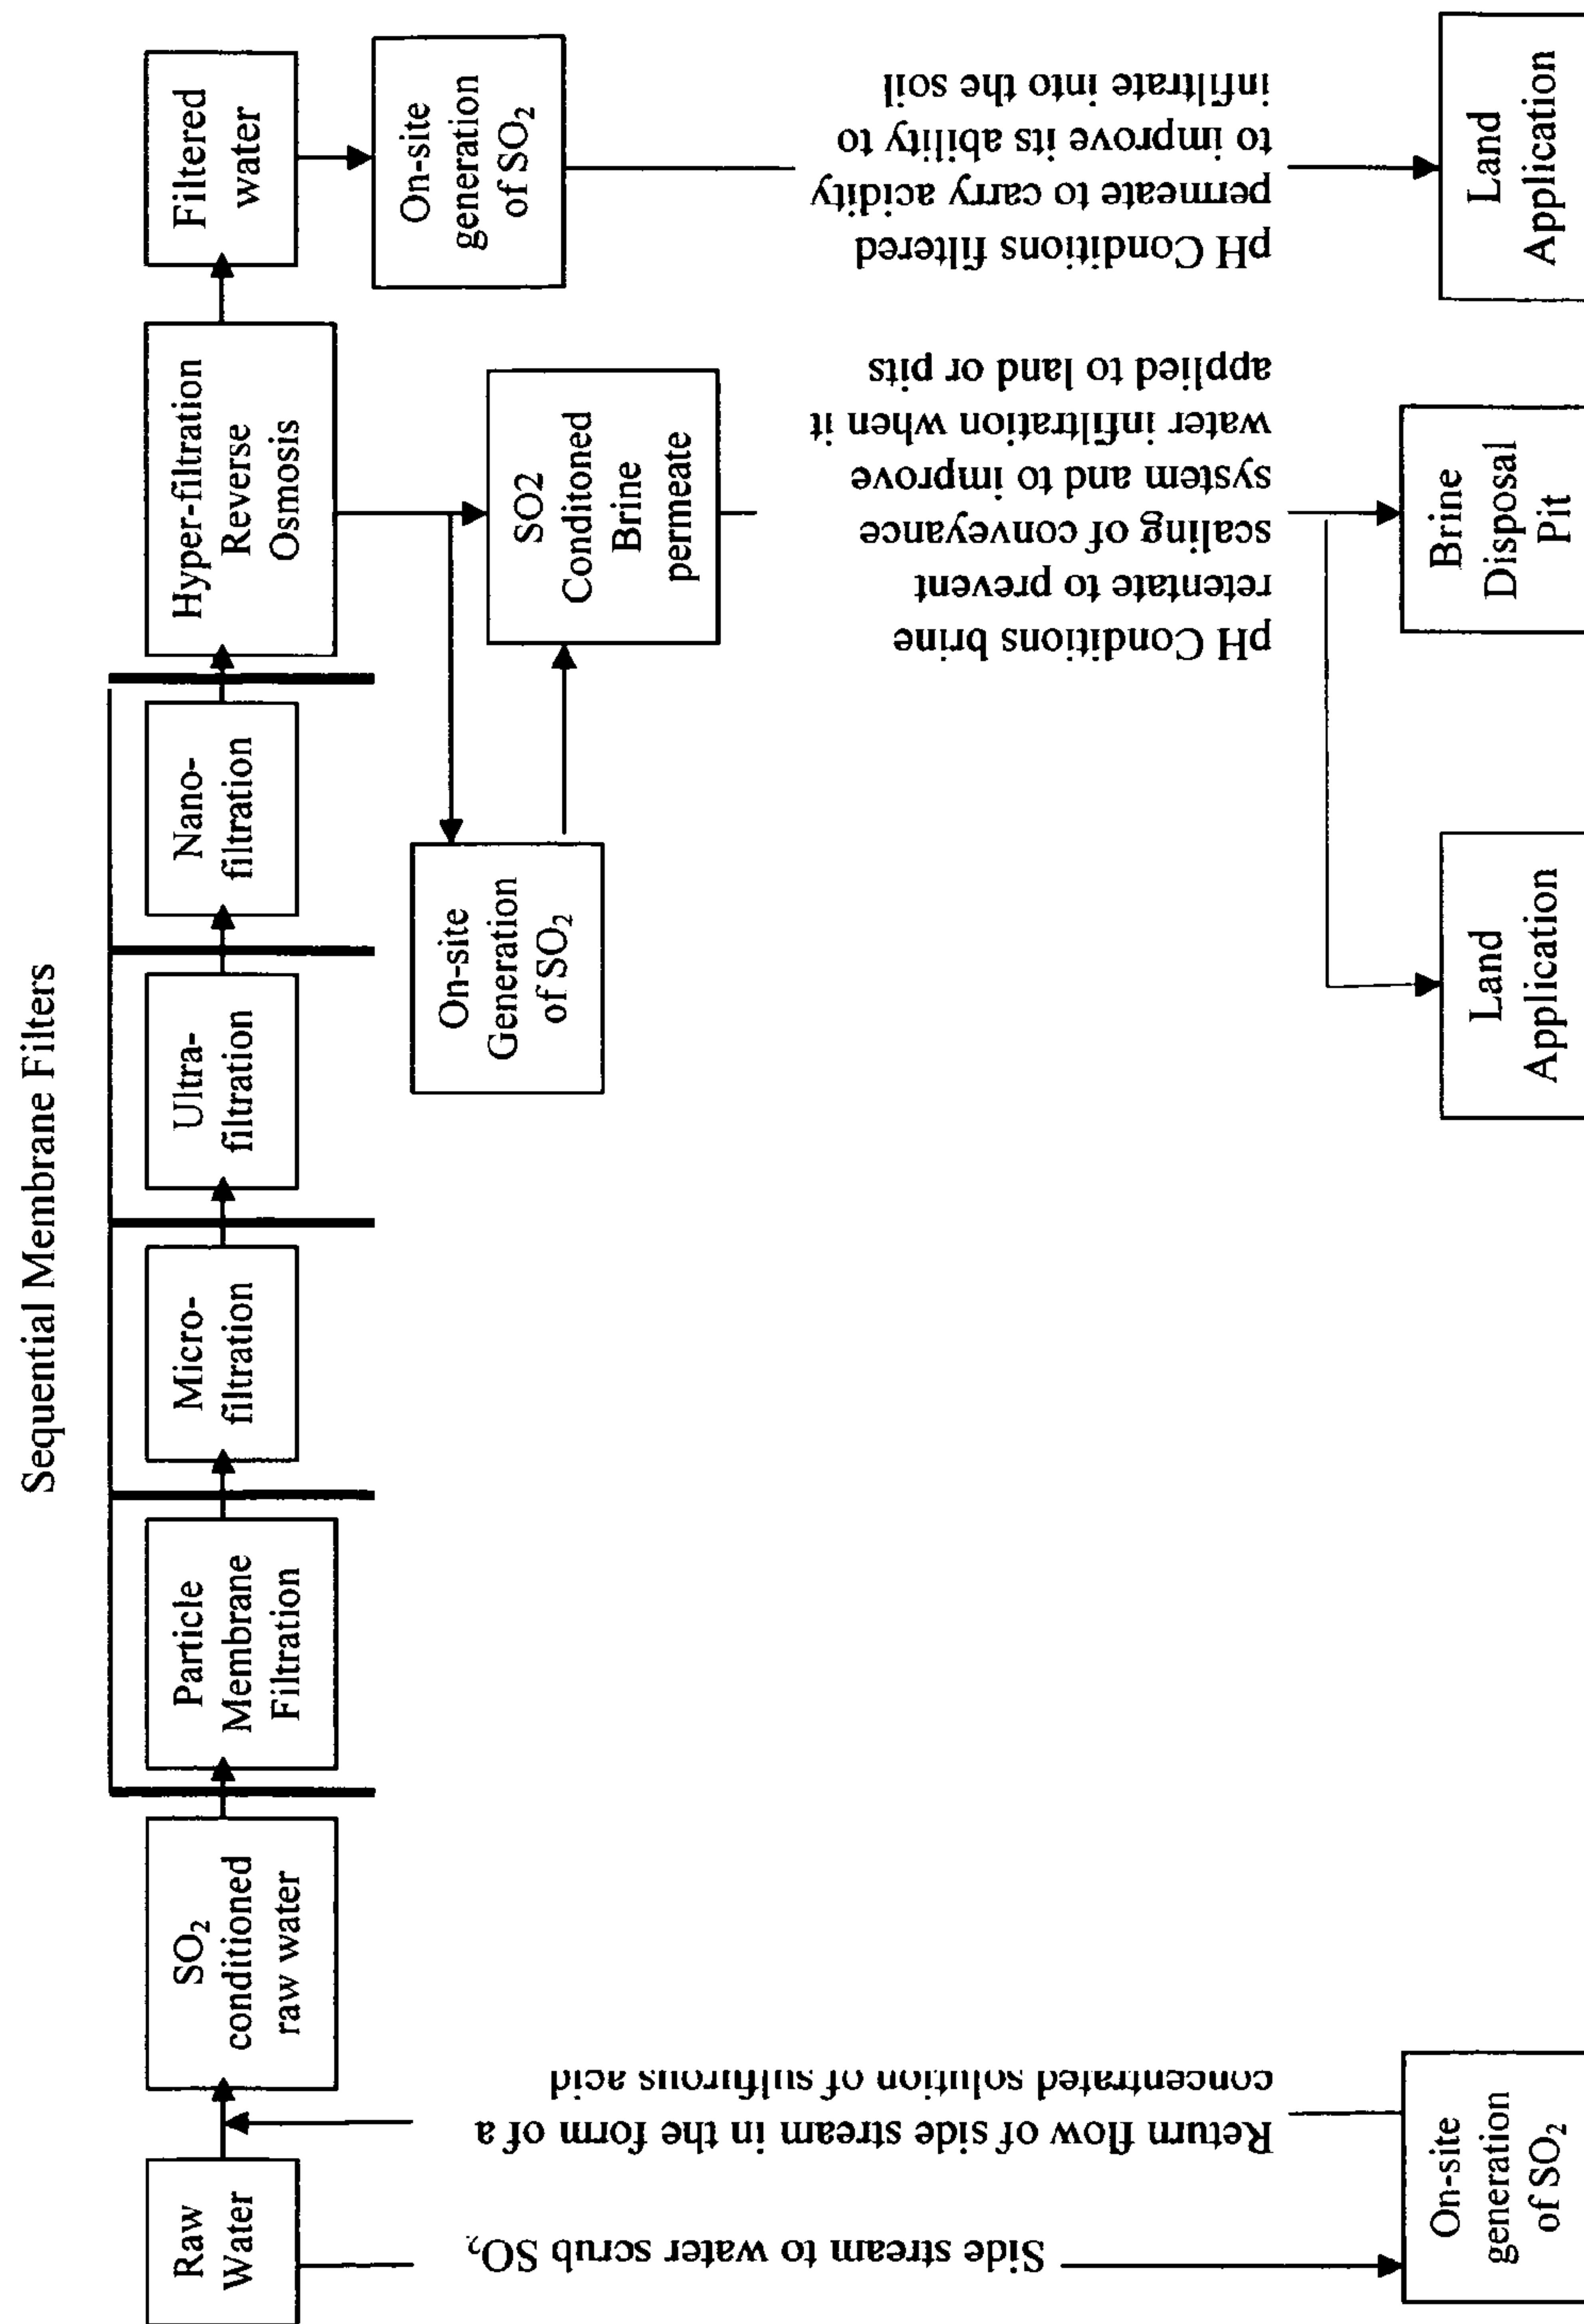 Sequential Membrane Filters
Raw
Water
SO₂
conditioned
raw water
Particle
Membrane
Filtration
Micro-
filtration
Ultra-
filtration
Nano-
filtration
Hyper-filtration
Reverse
Osmosis
Filtered
water
On-site
generation
of SO₂
On-site
Generation
of SO₂
SO2
Conditoned
Brine
permeate
Side stream to water scrub SO₂
Return flow of side stream in the form of a
concentrated solution of sulfurous acid
pH Conditions brine
retentate to prevent
scaling of conveyance
system and to improve
water infiltration when it
applied to land or pits
pH Conditions filtered
permeate to carry acidity
to improve its ability to
infiltrate into the soil
On-site
generation
of SO₂
Land
Application
Brine
Disposal
Pit
Land
Application